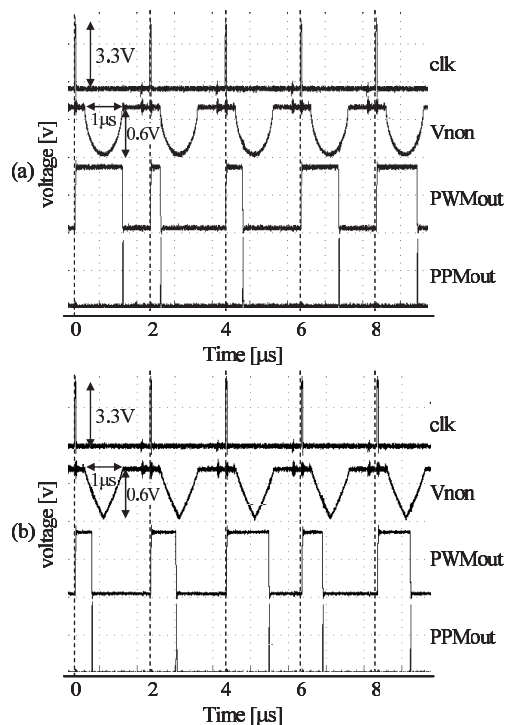 3.3V
clk
1μs
0.6V
Vnon
(a)
voltage [v]
PWMout
PPMout
0 2 4 6 8
Time [μs]
3.3V
clk
1μs
0.6V
Vnon
(b)
voltage [v]
PWMout
PPMout
0 2 4 6 8
Time [μs]